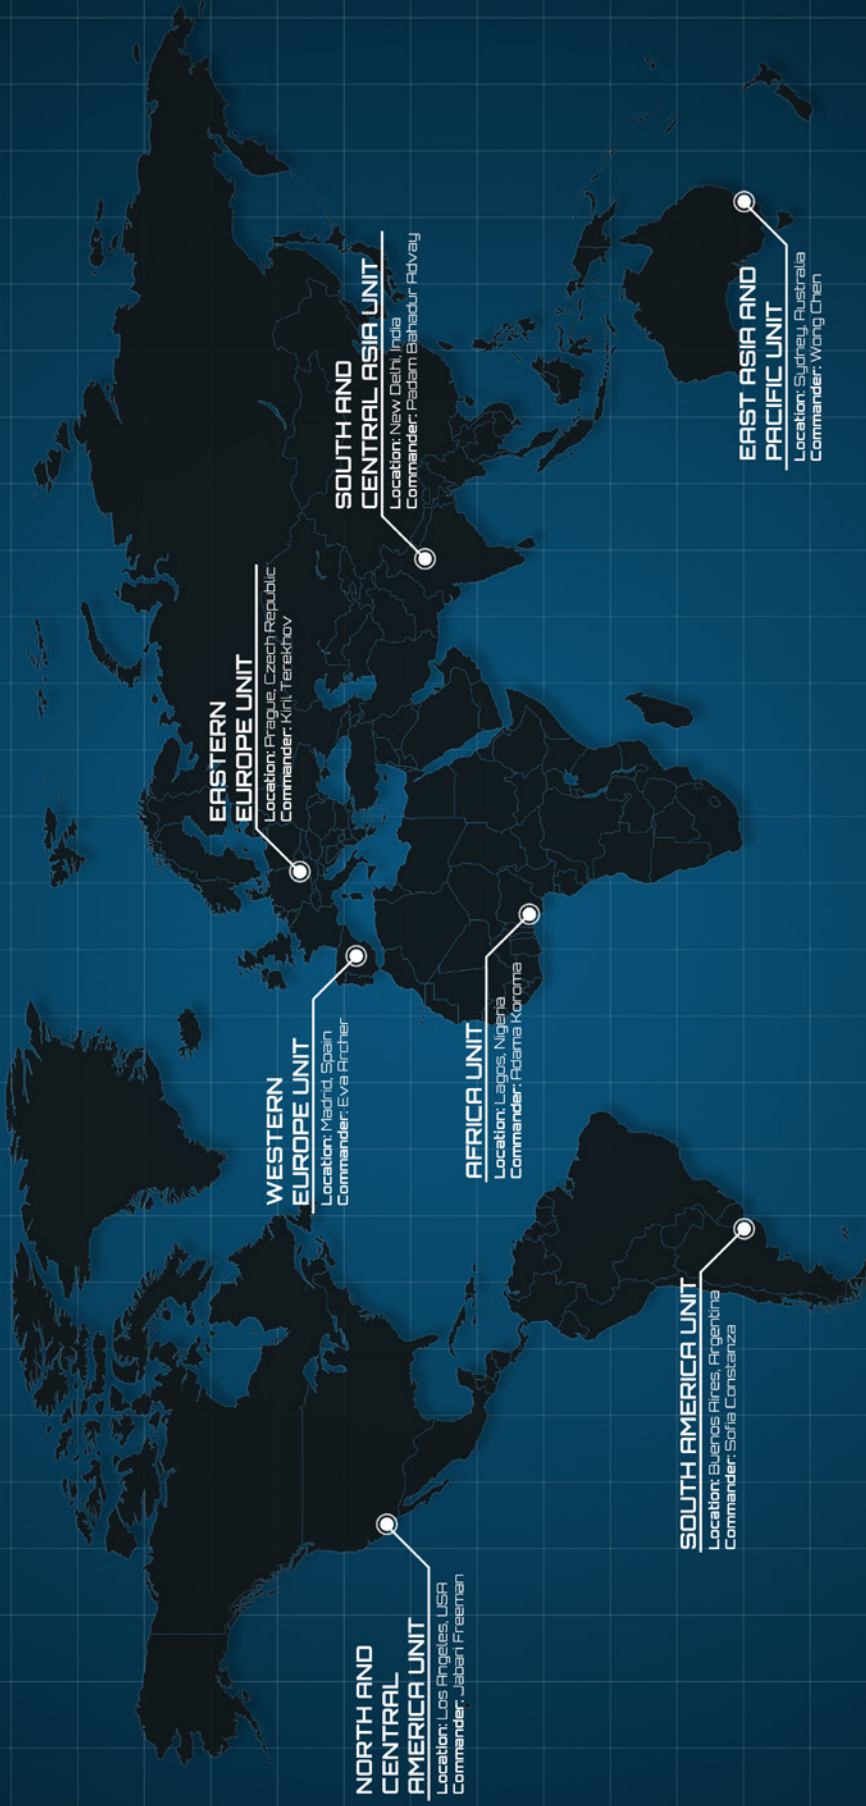 NORTH AND
CENTRAL
AMERICA UNIT
Location: Los Angeles, USA
Commander: Jabari Freeman
SOUTH AMERICA UNIT
Location: Buenos Aires, Argentina
Commander: Sofia Constanza
WESTERN
EUROPE UNIT
Location: Madrid, Spain
Commander: Eva Archer
AFRICA UNIT
Location: Lagos, Nigeria
Commander: Adama Koroma
EASTERN
EUROPE UNIT
Location: Prague, Czech Republic
Commander: Kiril Terekhov
SOUTH AND
CENTRAL ASIA UNIT
Location: New Delhi, India
Commander: Padam Bahadur Advay
EAST ASIA AND
PACIFIC UNIT
Location: Sydney, Australia
Commander: Wong Chen